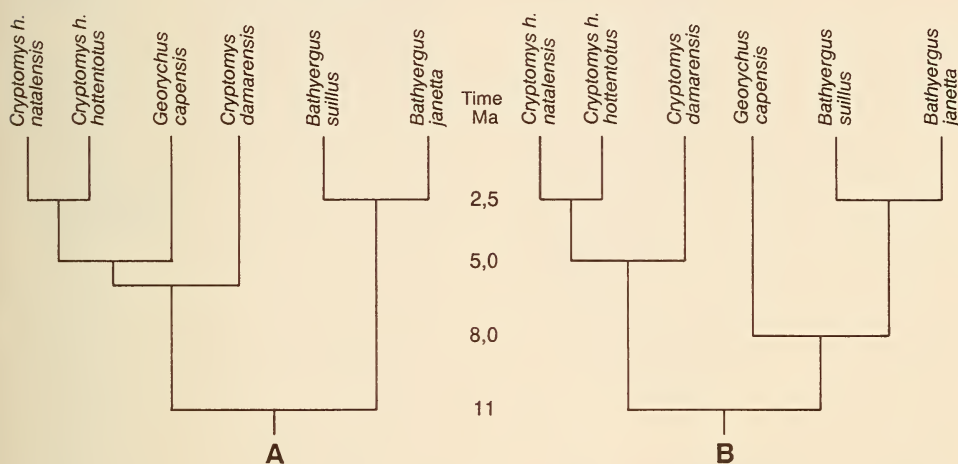 Cryptomys h.
natalensis
Cryptomys h.
hottentotus
Georychus
capensis
Cryptomys
damarensis
Bathyergus
suillus
Bathyergus
janetta
Time
Ma
Cryptomys h.
natalensis
Cryptomys h.
hottentotus
Cryptomys
damarensis
Georychus
capensis
Bathyergus
suillus
Bathyergus
janetta
2,5
5,0
8,0
11
A
B